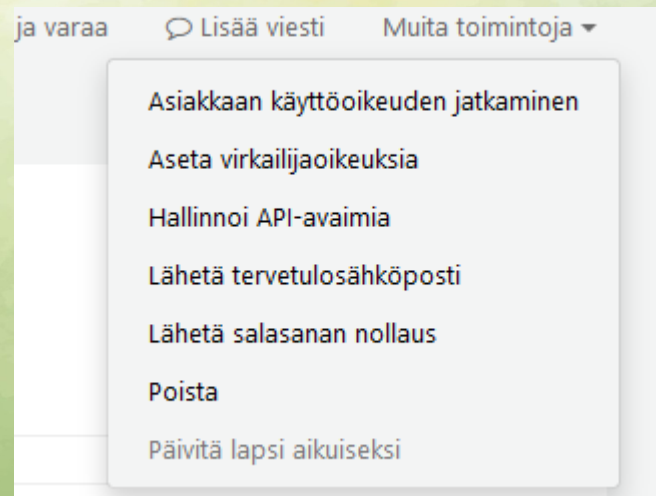 ja varaa Lisää viesti Muita toimintoja
Asiakkaan käyttöoikeuden jatkaminen
Aseta virkailijaoikeuksia
Hallinnoi API-avaimia
Lähetä tervetulosähköposti
Lähetä salasanan nollaus
Poista
Päivitä lapsi aikuiseksi